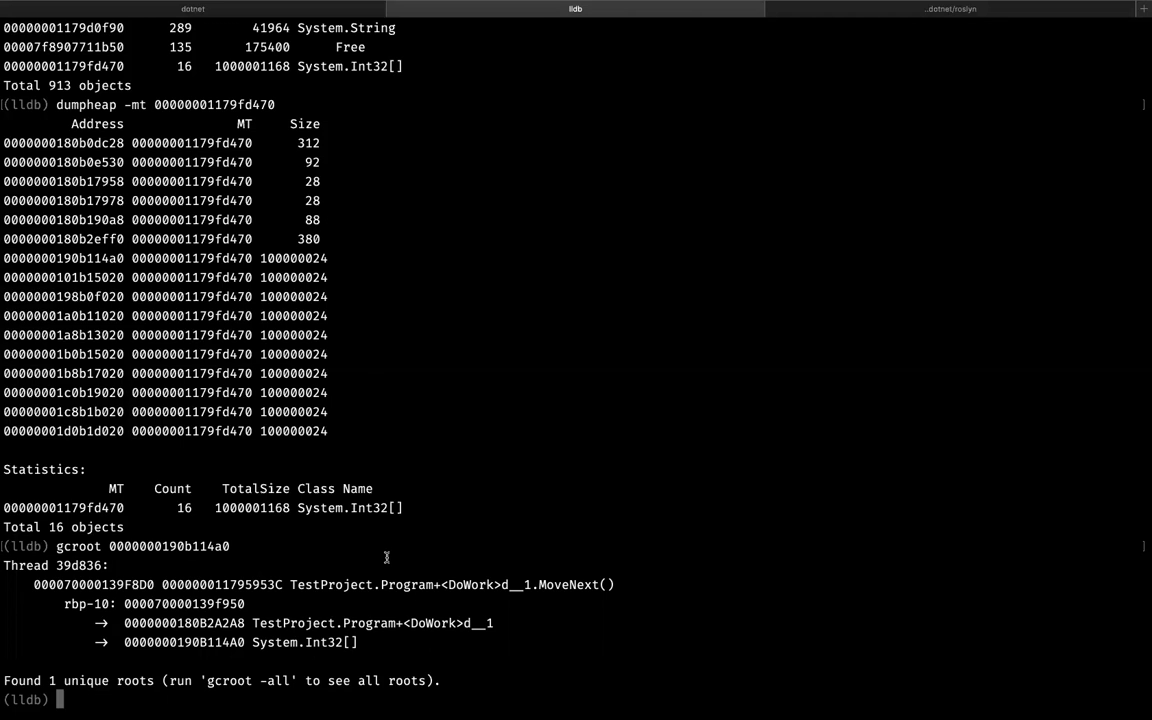 dotnet lldb ..dotnet/roslyn +
00000001179d0f90 289 41964 System.String
00007f8907711b50 135 175400 Free
00000001179fd470 16 1000001168 System.Int32[]
Total 913 objects
[(lldb) dumpheap -mt 00000001179fd470 ]
Address MT Size
0000000180b0dc28 00000001179fd470 312
0000000180b0e530 00000001179fd470 92
0000000180b17958 00000001179fd470 28
0000000180b17978 00000001179fd470 28
0000000180b190a8 00000001179fd470 88
0000000180b2eff0 00000001179fd470 380
0000000190b114a0 00000001179fd470 100000024
0000000101b15020 00000001179fd470 100000024
0000000198b0f020 00000001179fd470 100000024
00000001a0b11020 00000001179fd470 100000024
00000001a8b13020 00000001179fd470 100000024
00000001b0b15020 00000001179fd470 100000024
00000001b8b17020 00000001179fd470 100000024
00000001c0b19020 00000001179fd470 100000024
00000001c8b1b020 00000001179fd470 100000024
00000001d0b1d020 00000001179fd470 100000024
Statistics:
MT Count TotalSize Class Name
00000001179fd470 16 1000001168 System.Int32[]
Total 16 objects
[(lldb) gcroot 0000000190b114a0 ]
Thread 39d836:
000070000139F8D0 000000011795953C TestProject.Program+<DoWork>d__1.MoveNext()
rbp-10: 000070000139f950
-> 0000000180B2A2A8 TestProject.Program+<DoWork>d__1
-> 0000000190B114A0 System.Int32[]
Found 1 unique roots (run 'gcroot -all' to see all roots).
(lldb)